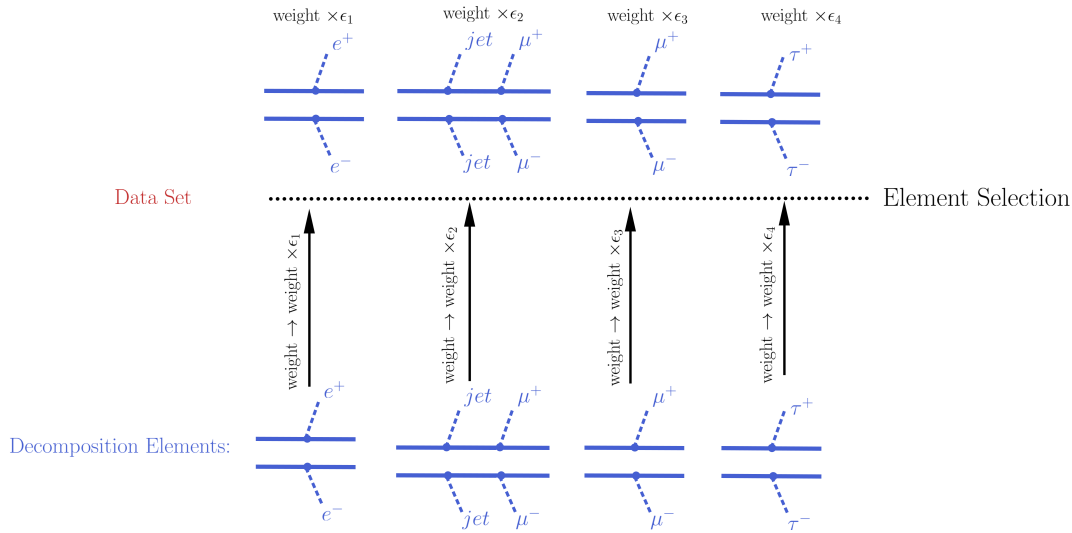 weight ×ϵ₁ weight ×ϵ₂ weight ×ϵ₃ weight ×ϵ₄
e⁺ jet μ⁺ μ⁺ τ⁺
e⁻ jet μ⁻ μ⁻ τ⁻
Data Set
Element Selection
weight → weight ×ϵ₁
weight → weight ×ϵ₂
weight → weight ×ϵ₃
weight → weight ×ϵ₄
e⁺ jet μ⁺ μ⁺ τ⁺
Decomposition Elements:
e⁻ jet μ⁻ μ⁻ τ⁻